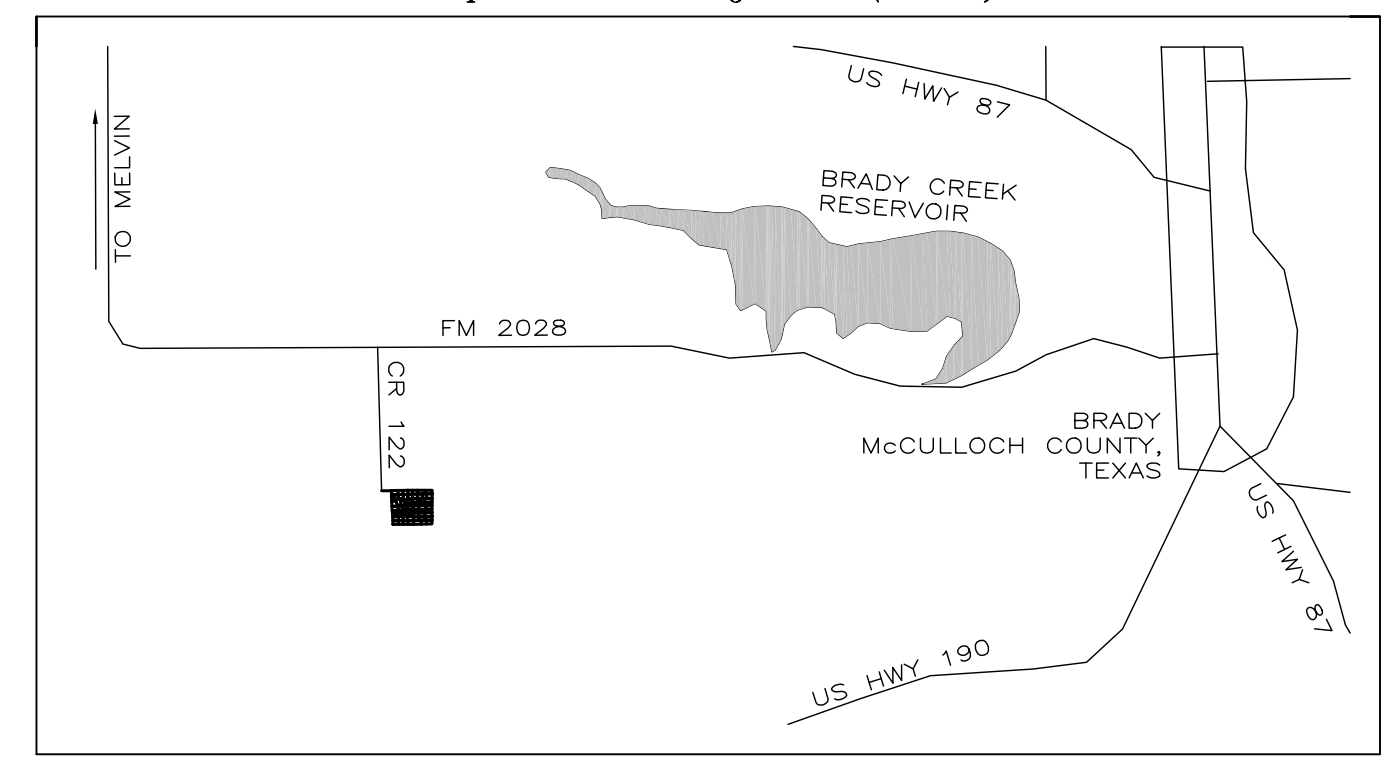 US HWY 87
TO MELVIN
BRADY CREEK
RESERVOIR
FM 2028
CR 122
BRADY
McCULLOCH COUNTY,
TEXAS
US HWY 87
US HWY 190